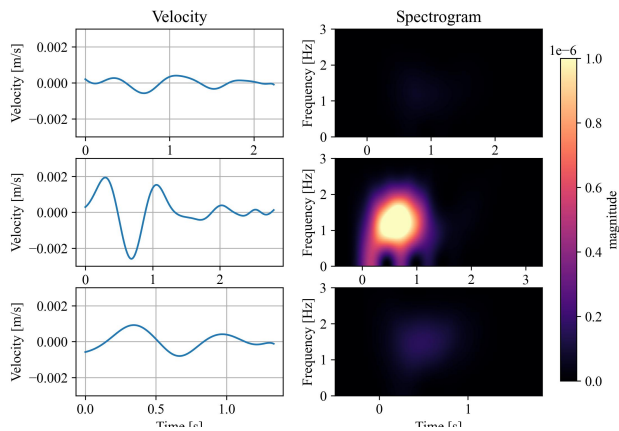 Velocity
Spectrogram
0.002
0.000
−0.002
Velocity [m/s]
0 1 2
3
2
1
0
Frequency [Hz]
0 1 2
1e−6
1.0
0.8
0.6
0.4
0.2
0.0
magnitude
0.002
0.000
−0.002
Velocity [m/s]
0 1 2
3
2
1
0
Frequency [Hz]
0 1 2 3
0.002
0.000
−0.002
Velocity [m/s]
0.0 0.5 1.0
Time [s]
3
2
1
0
Frequency [Hz]
0 1
Time [s]